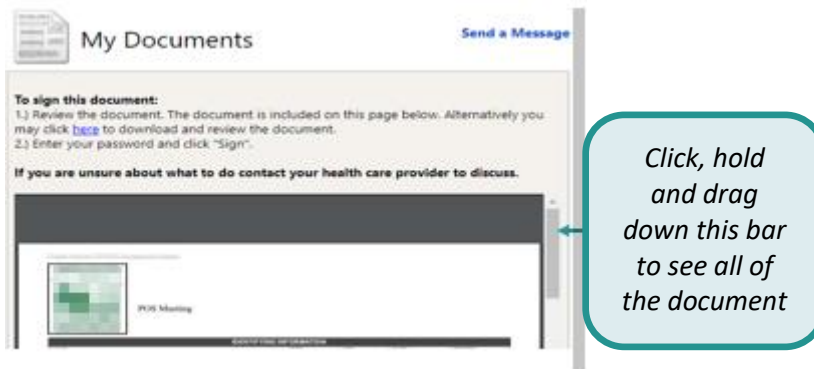 My Documents
Send a Message
To sign this document:
1.) Review the document. The document is included on this page below. Alternatively you
may click here to download and review the document.
2.) Enter your password and click "Sign".
If you are unsure about what to do contact your health care provider to discuss.
POS Meeting
IDENTIFYING INFORMATION
Click, hold
and drag
down this bar
to see all of
the document